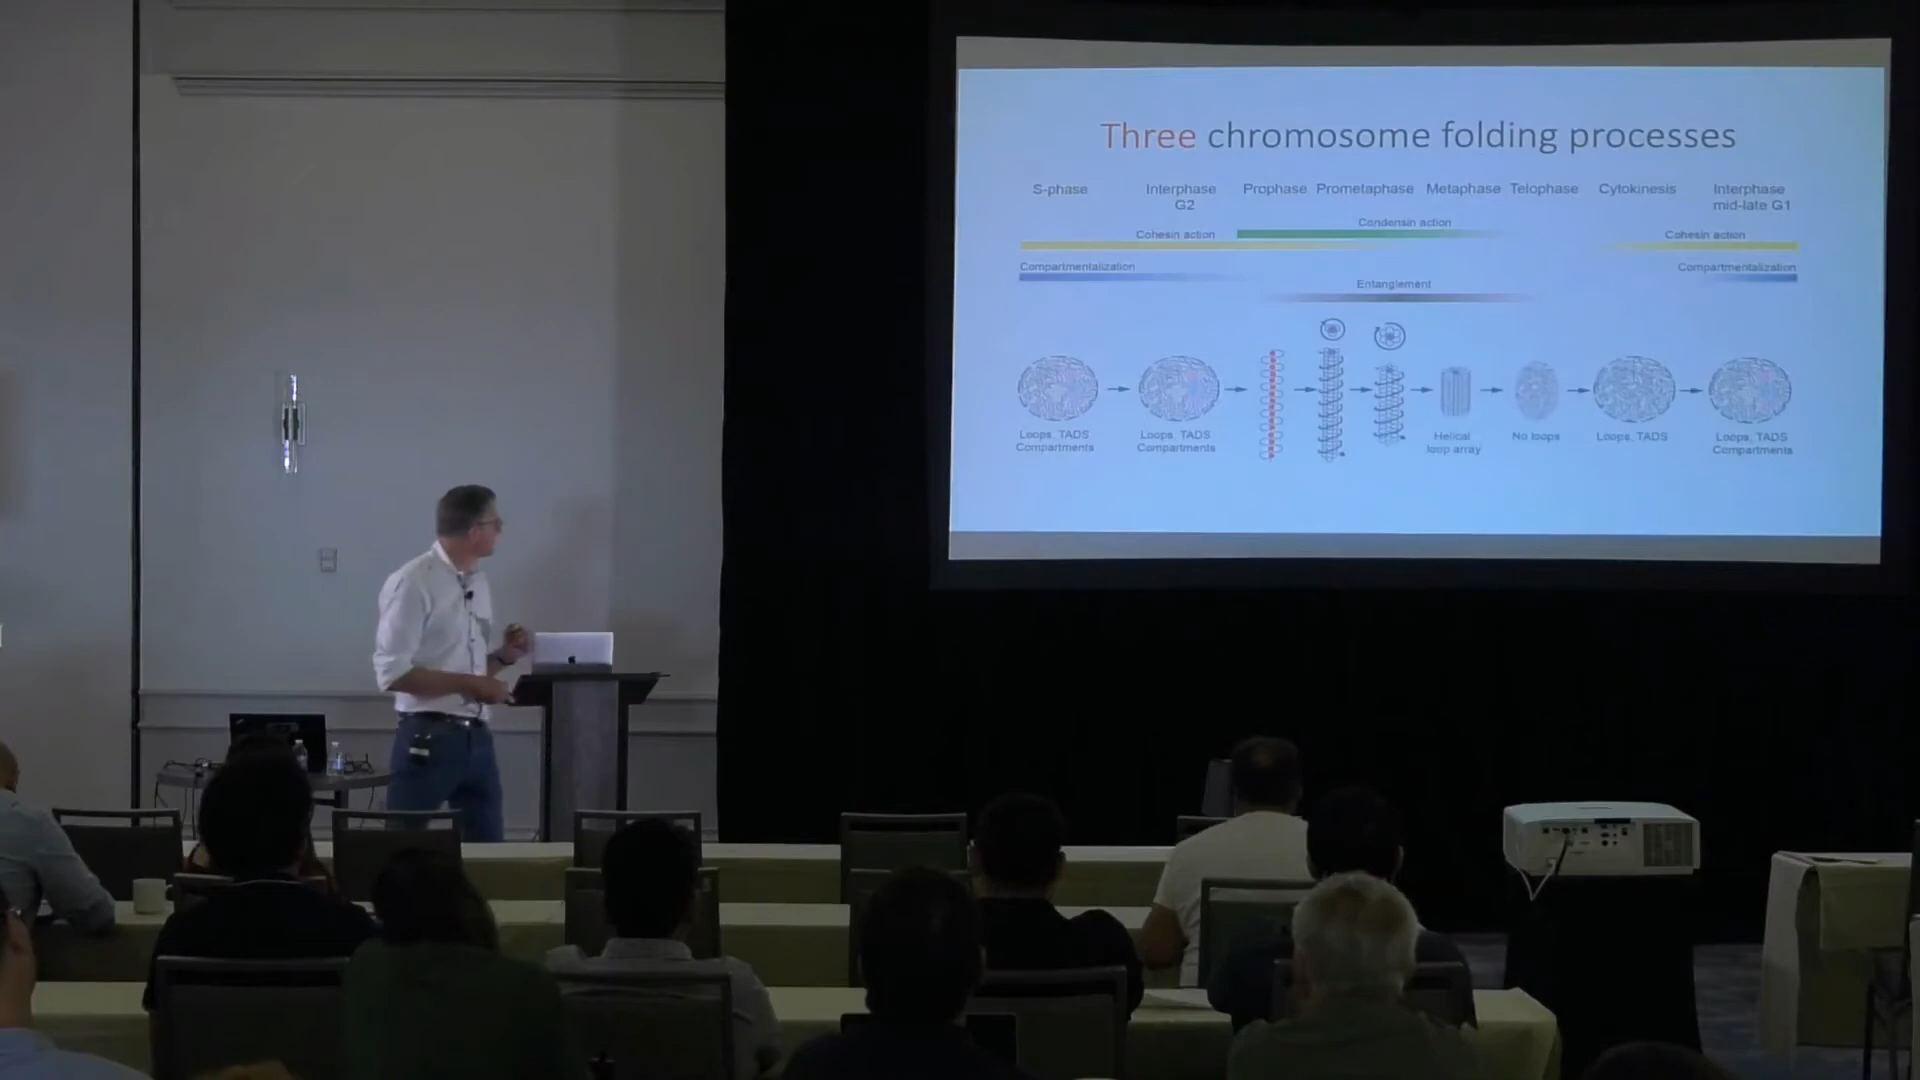 Three chromosome folding processes
S-phase
Interphase
G2
Prophase
Prometaphase
Metaphase
Telophase
Cytokinesis
Interphase
mid-late G1
Condensin action
Cohesin action
Cohesin action
Compartmentalization
Compartmentalization
Entanglement
Loops, TADS
Compartments
Loops, TADS
Compartments
Helical
loop array
No loops
Loops, TADS
Loops, TADS
Compartments